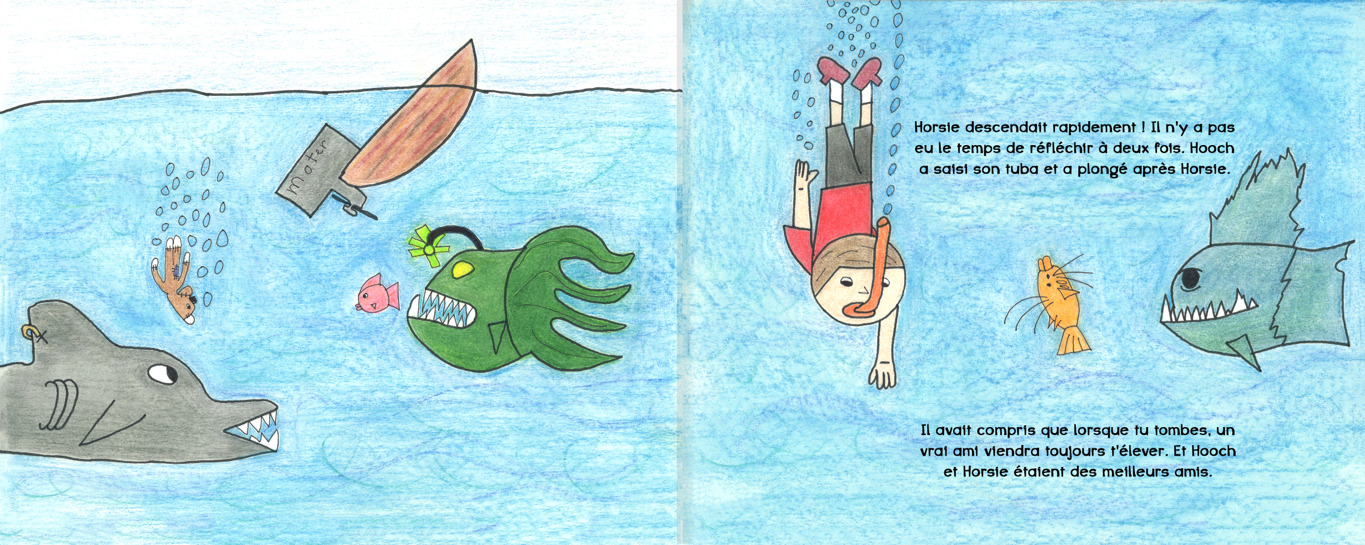 mater
Horsie descendait rapidement ! Il n'y a pas
eu le temps de réfléchir à deux fois. Hooch
a saisi son tuba et a plongé après Horsie.
Il avait compris que lorsque tu tombes, un
vrai ami viendra toujours t'élever. Et Hooch
et Horsie étaient des meilleurs amis.